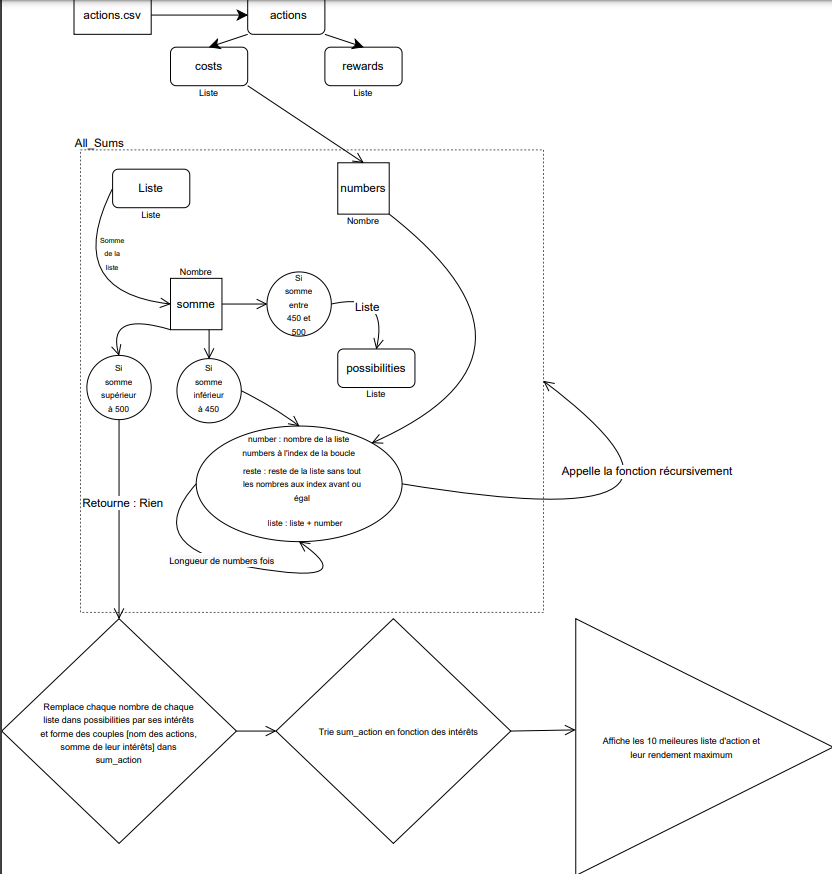 actions.csv
actions
costs
rewards
Liste
Liste
All_Sums
Liste
Liste
numbers
Nombre
Somme
de la
liste
Nombre
somme
Si
somme
entre
450 et
500
Liste
possibilities
Liste
Si
somme
supérieur
à 500
Si
somme
inférieur
à 450
number : nombre de la liste
numbers à l'index de la boucle
reste : reste de la liste sans tout
les nombres aux index avant ou
égal
liste : liste + number
Appelle la fonction récursivement
Retourne : Rien
Longueur de numbers fois
Remplace chaque nombre de chaque
liste dans possibilities par ses intérêts
et forme des couples [nom des actions,
somme de leur intérêts] dans
sum_action
Trie sum_action en fonction des intérêts
Affiche les 10 meileures liste d'action et
leur rendement maximum